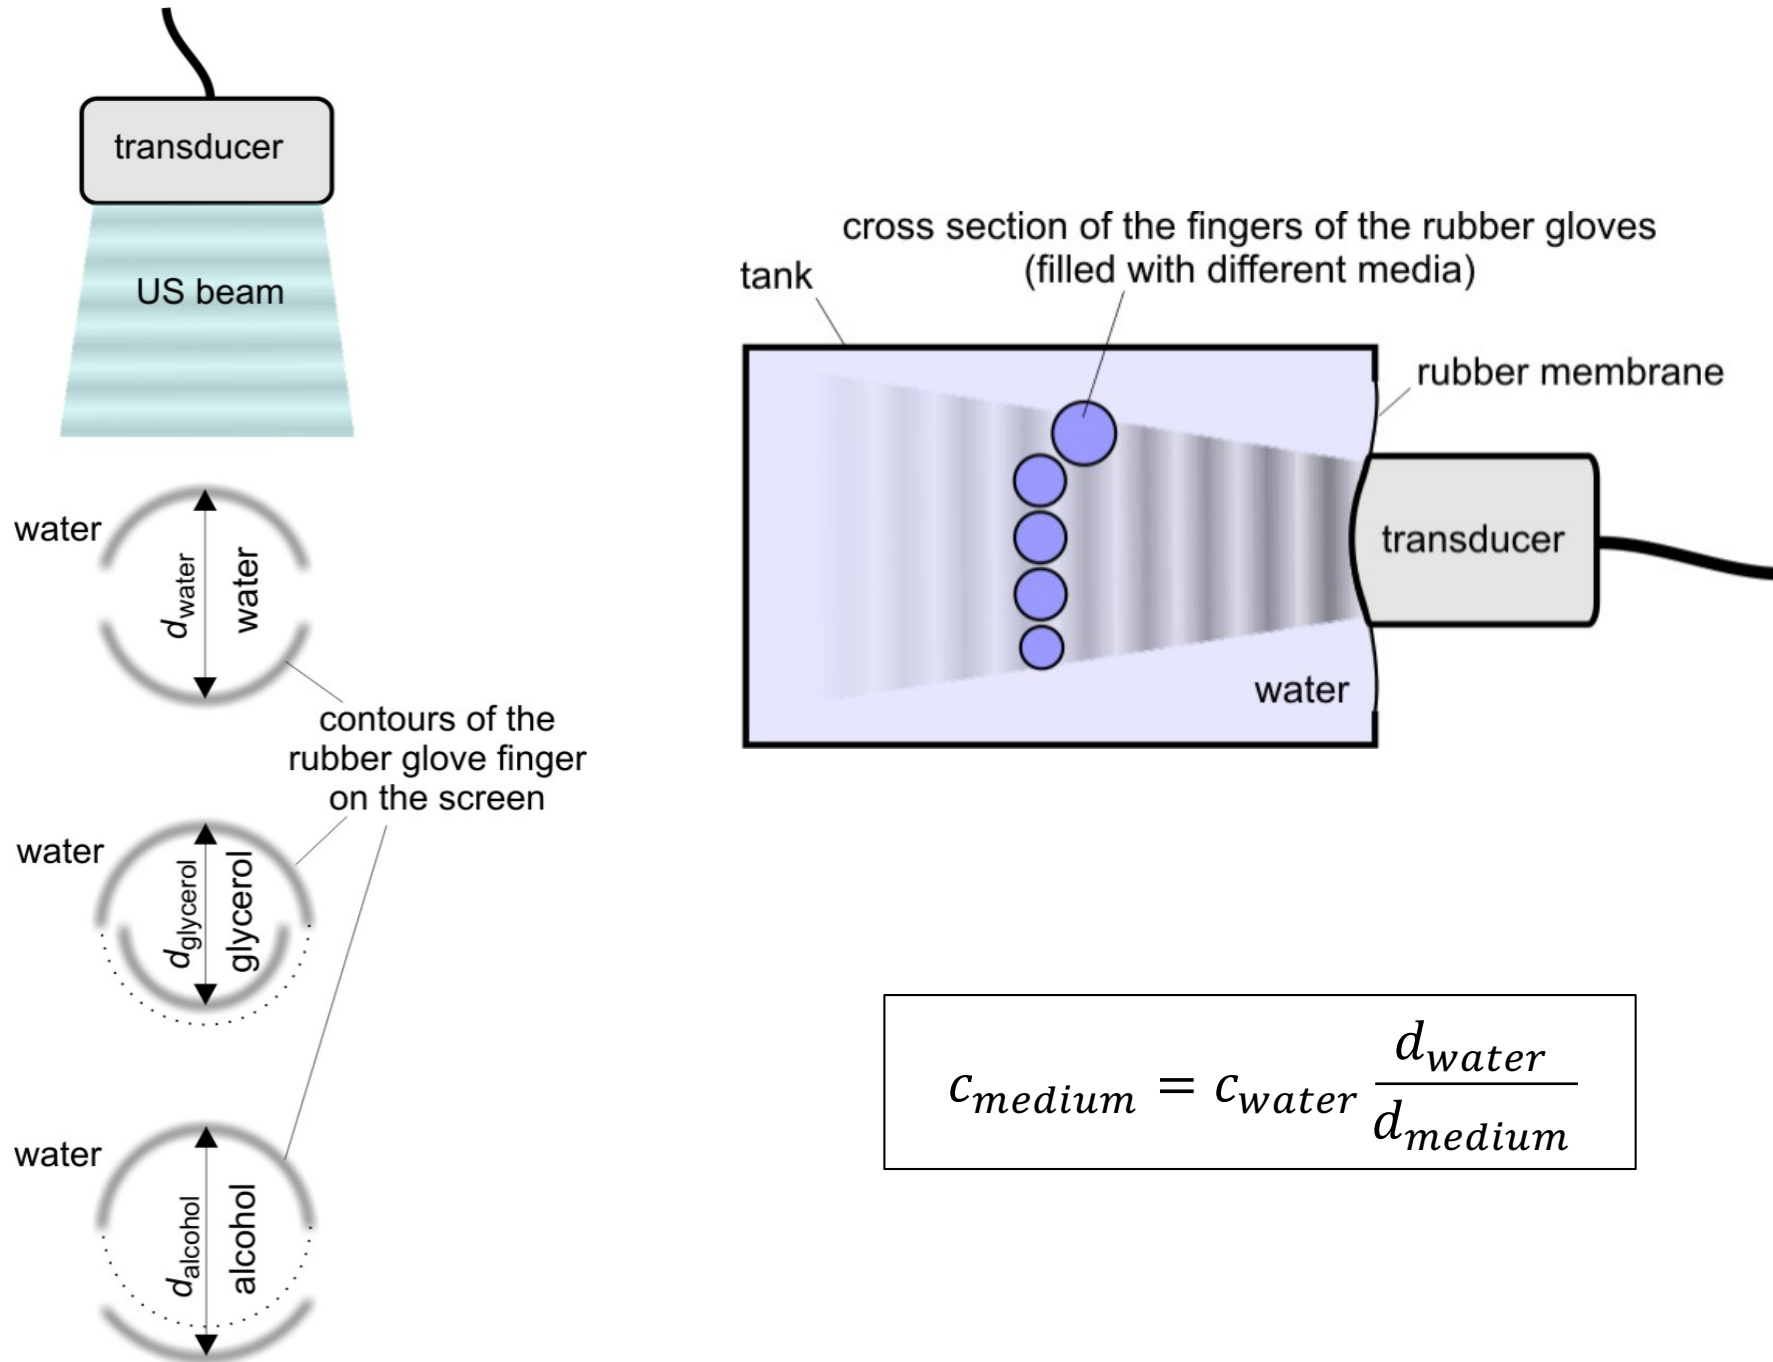 transducer
US beam
water
d_water
water
contours of the
rubber glove finger
on the screen
water
d_glycerol
glycerol
water
d_alcohol
alcohol
cross section of the fingers of the rubber gloves
(filled with different media)
tank
rubber membrane
transducer
water
c_medium = c_water d_water / d_medium